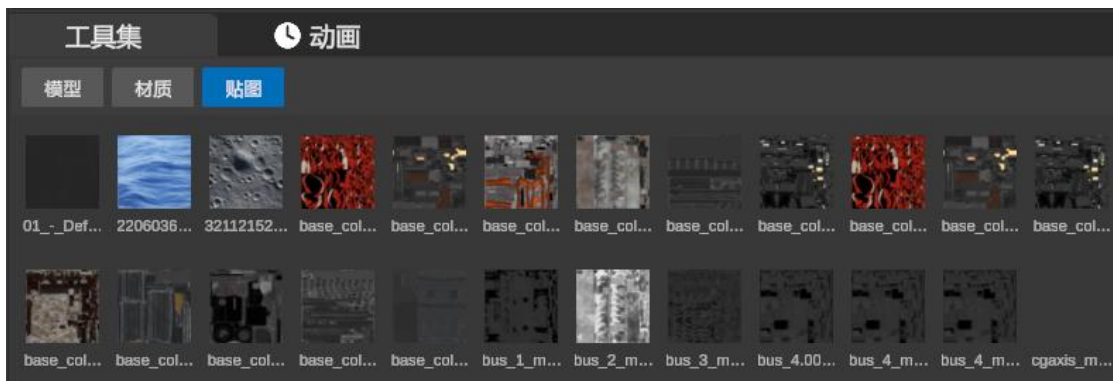 工具集 动画
模型 材质 贴图
01_-_Def... 2206036... 32112152... base_col... base_col... base_col... base_col... base_col... base_col... base_col... base_col... base_col...
base_col... base_col... base_col... base_col... base_col... bus_1_m... bus_2_m... bus_3_m... bus_4.00... bus_4_m... bus_4_m... cgaxis_m...